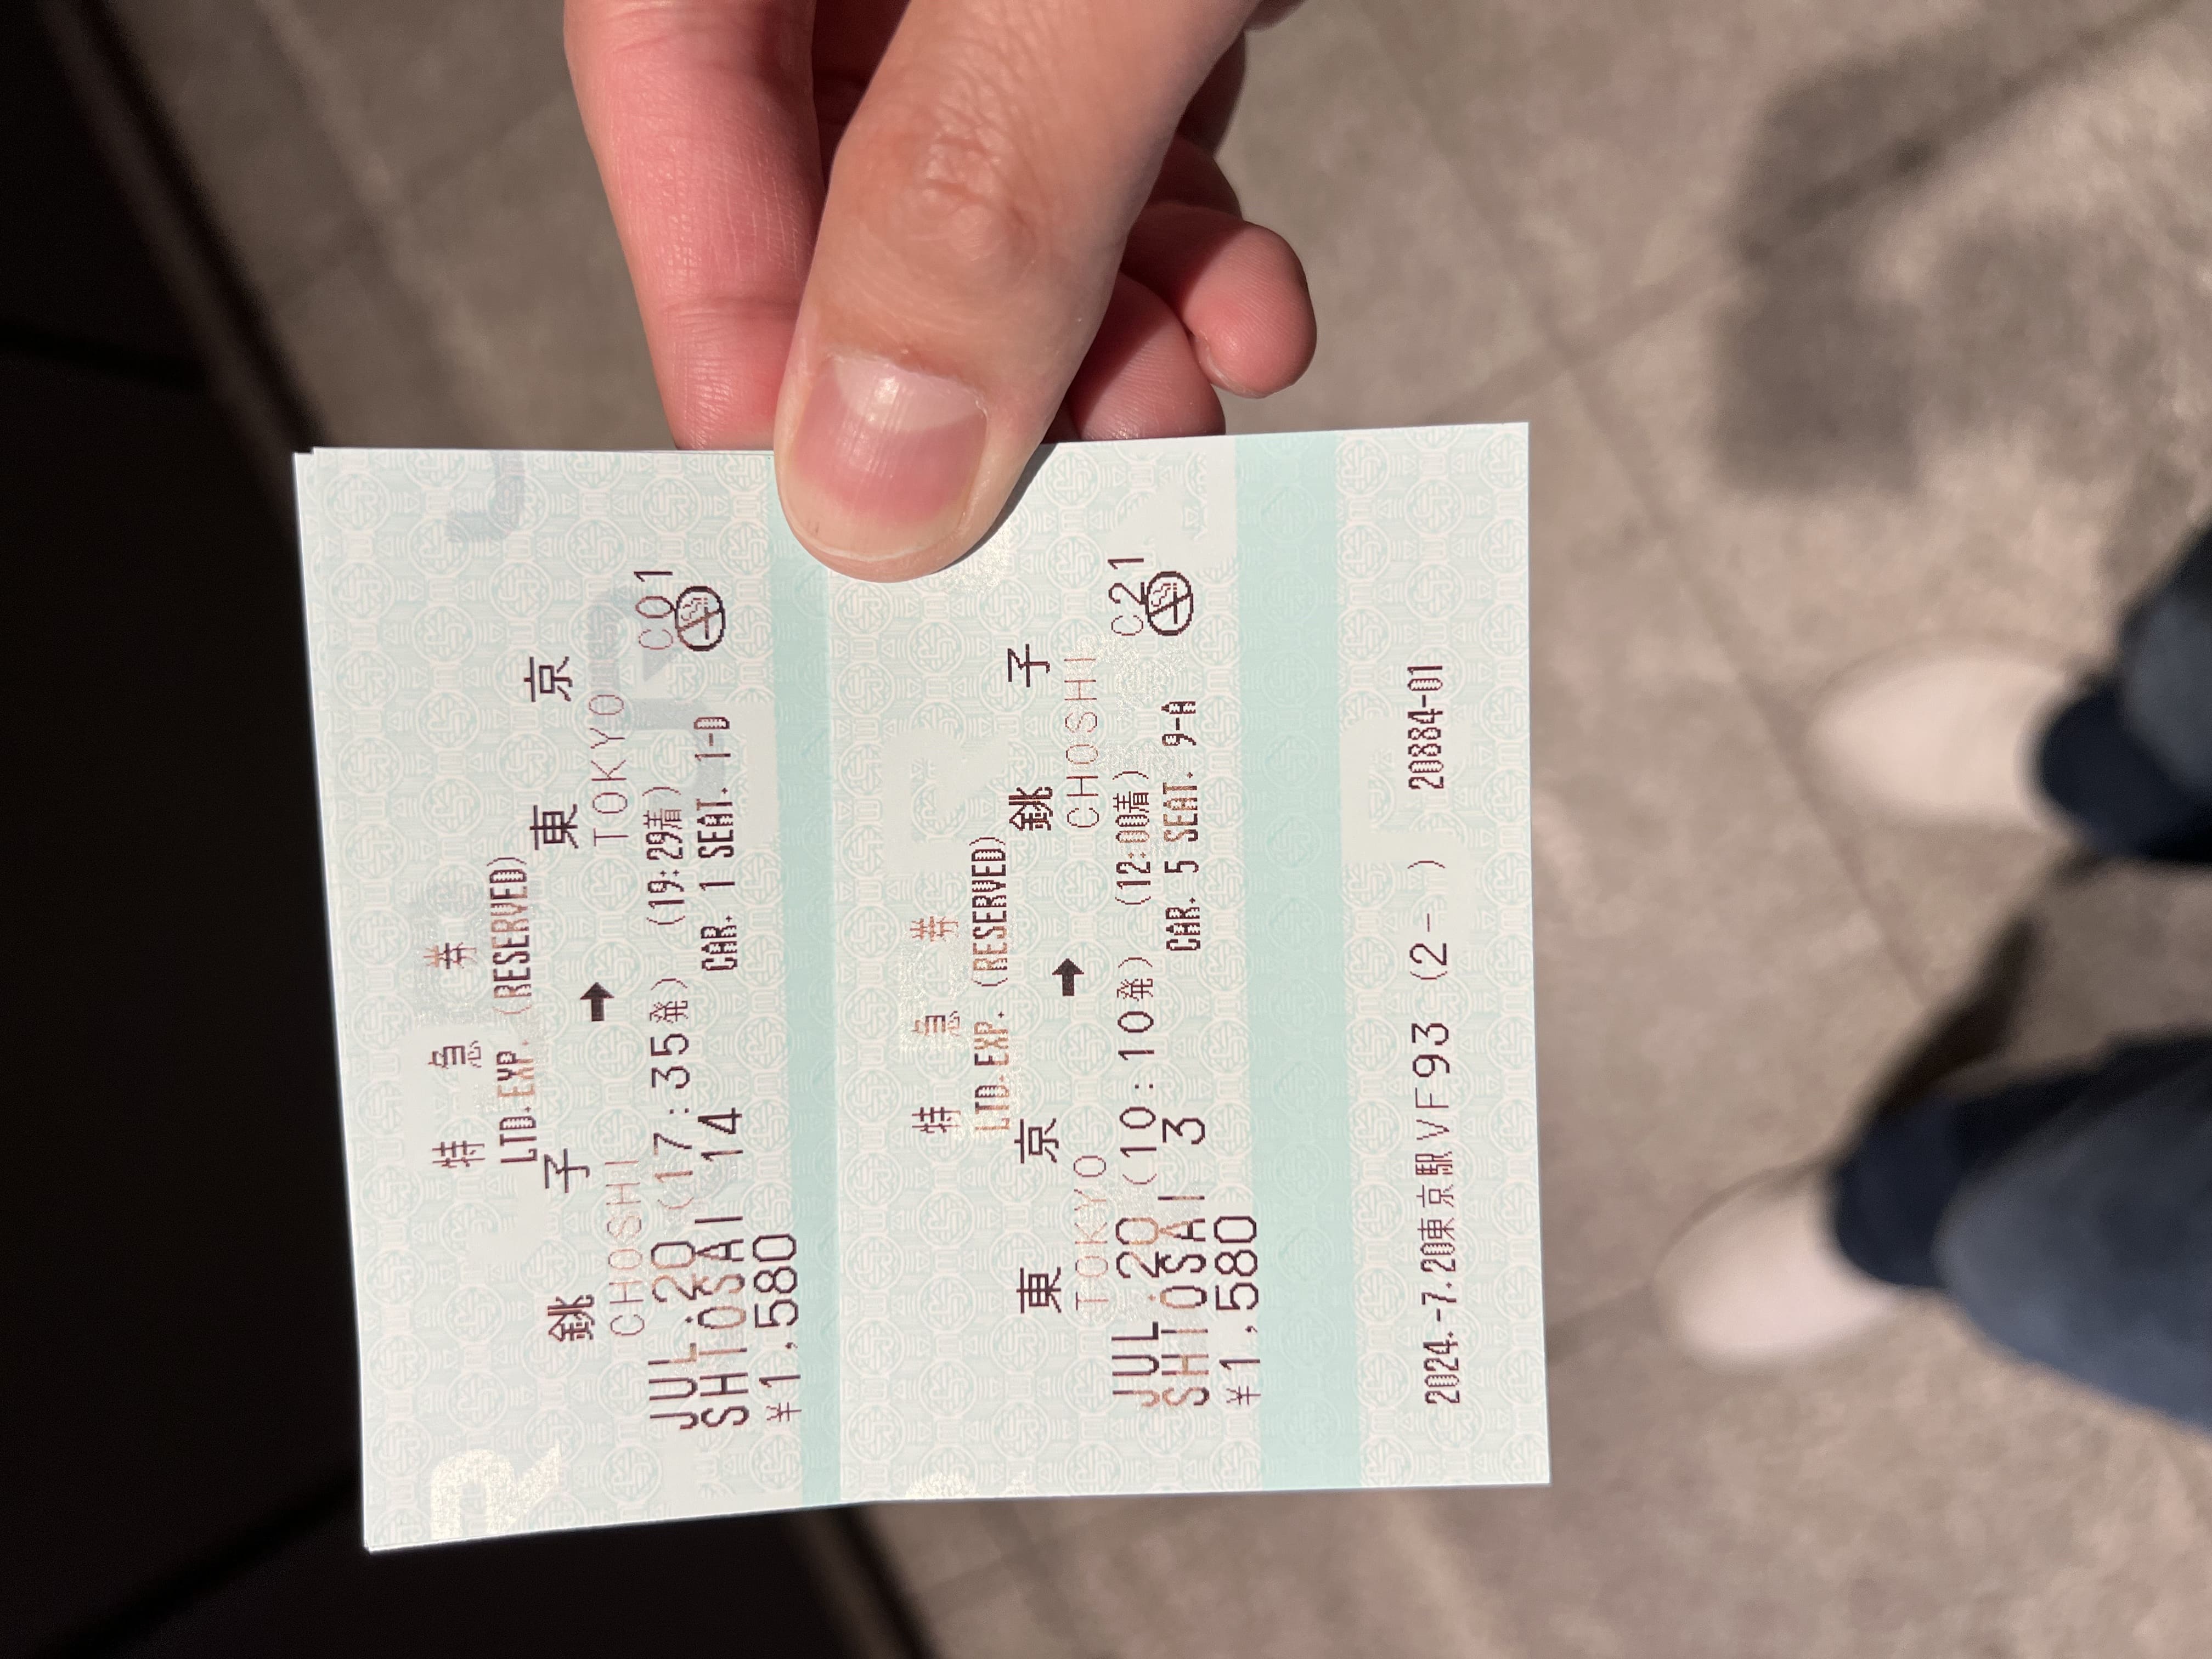 特急券
LTD.EXP. (RESERVED)
銚子 → 東京
CHOSHI TOKYO
JUL.20 (17:35発) (19:29着) C01
SHIOSAI 14 CAR. 1 SEAT. 1-D
¥1,580
特急券
LTD.EXP. (RESERVED)
東京 → 銚子
TOKYO CHOSHI
JUL.20 (10:10発) (12:00着) C21
SHIOSAI 3 CAR. 5 SEAT. 9-A
¥1,580
2024.-7.20東京駅VF93 (2- ) 20884-01